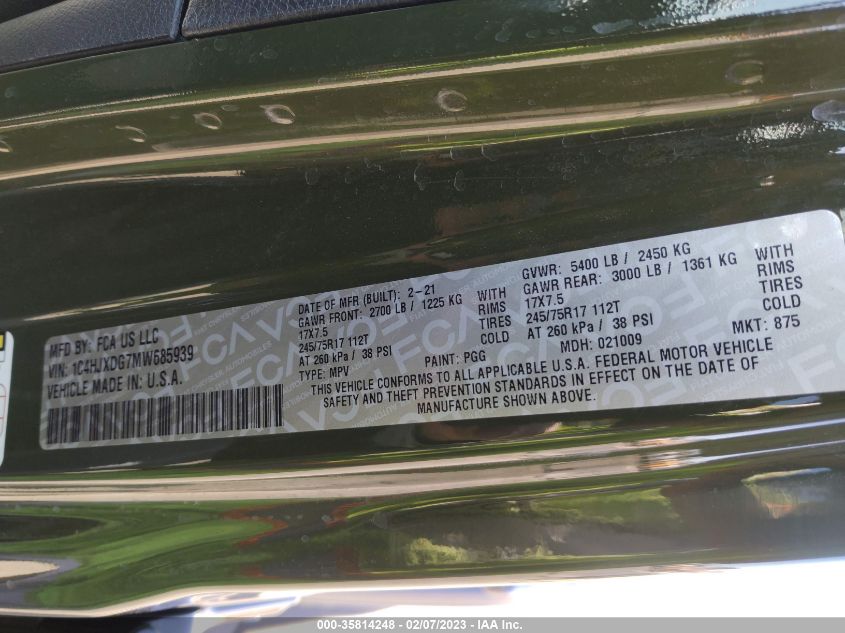 MFD BY: FCA US LLC
VIN: 1C4HJXDG7MW685939
VEHICLE MADE IN U.S.A.
DATE OF MFR (BUILT): 2-21
GAWR FRONT: 2700 LB / 1225 KG WITH
17X7.5 RIMS
245/75R17 112T TIRES
AT 260 kPa / 38 PSI COLD
GVWR: 5400 LB / 2450 KG
GAWR REAR: 3000 LB / 1361 KG WITH
17X7.5 RIMS
245/75R17 112T TIRES
AT 260 kPa / 38 PSI COLD
TYPE: MPV PAINT: PGG MDH: 021009 MKT: 875
THIS VEHICLE CONFORMS TO ALL APPLICABLE U.S.A. FEDERAL MOTOR VEHICLE
SAFETY AND THEFT PREVENTION STANDARDS IN EFFECT ON THE DATE OF
MANUFACTURE SHOWN ABOVE.
000-35814248 - 02/07/2023 - IAA Inc.